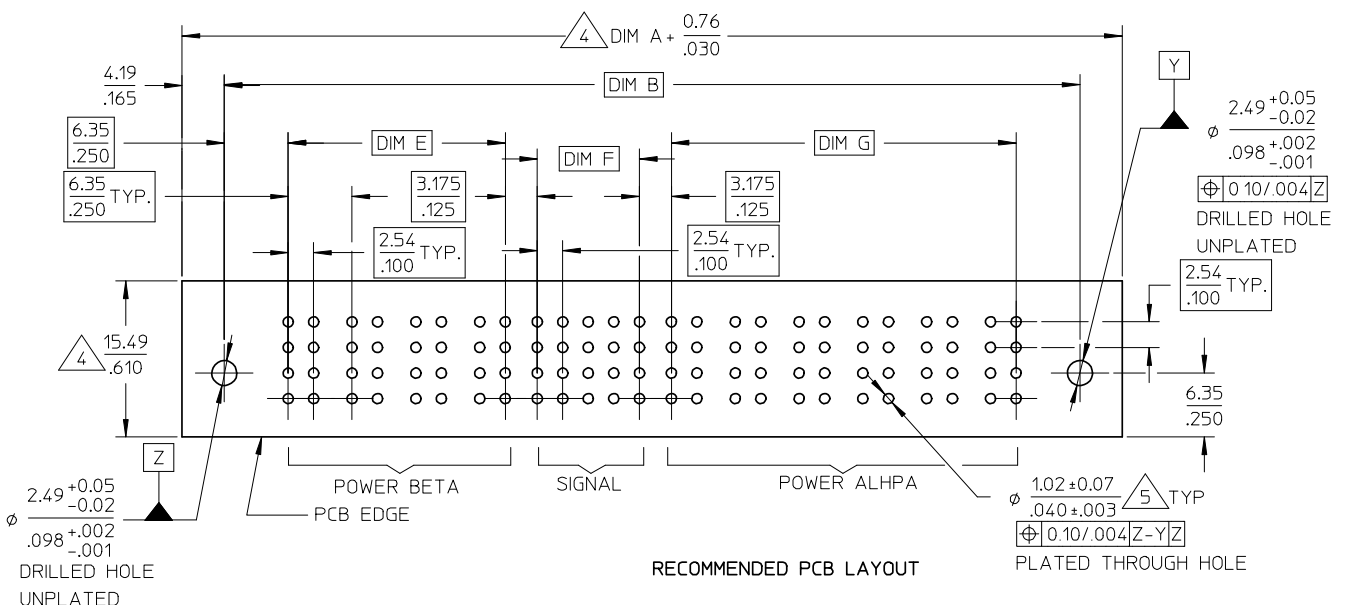 4 DIM A + 0.76
.030
4.19
.165
DIM B
Y
6.35
.250
DIM E
DIM F
DIM G
6.35 TYP.
.250
3.175
.125
3.175
.125
2.54 TYP.
.100
2.54 TYP.
.100
ø 2.49 +0.05
-0.02
.098 +.002
-.001
⌖ 0.10/.004 Z
DRILLED HOLE
UNPLATED
2.54 TYP.
.100
4 15.49
.610
6.35
.250
Z
POWER BETA
SIGNAL
POWER ALHPA
PCB EDGE
ø 2.49 +0.05
-0.02
.098 +.002
-.001
DRILLED HOLE
UNPLATED
ø 1.02 ±0.07 5 TYP
.040 ±.003
⌖ 0.10/.004 Z-Y Z
PLATED THROUGH HOLE
RECOMMENDED PCB LAYOUT